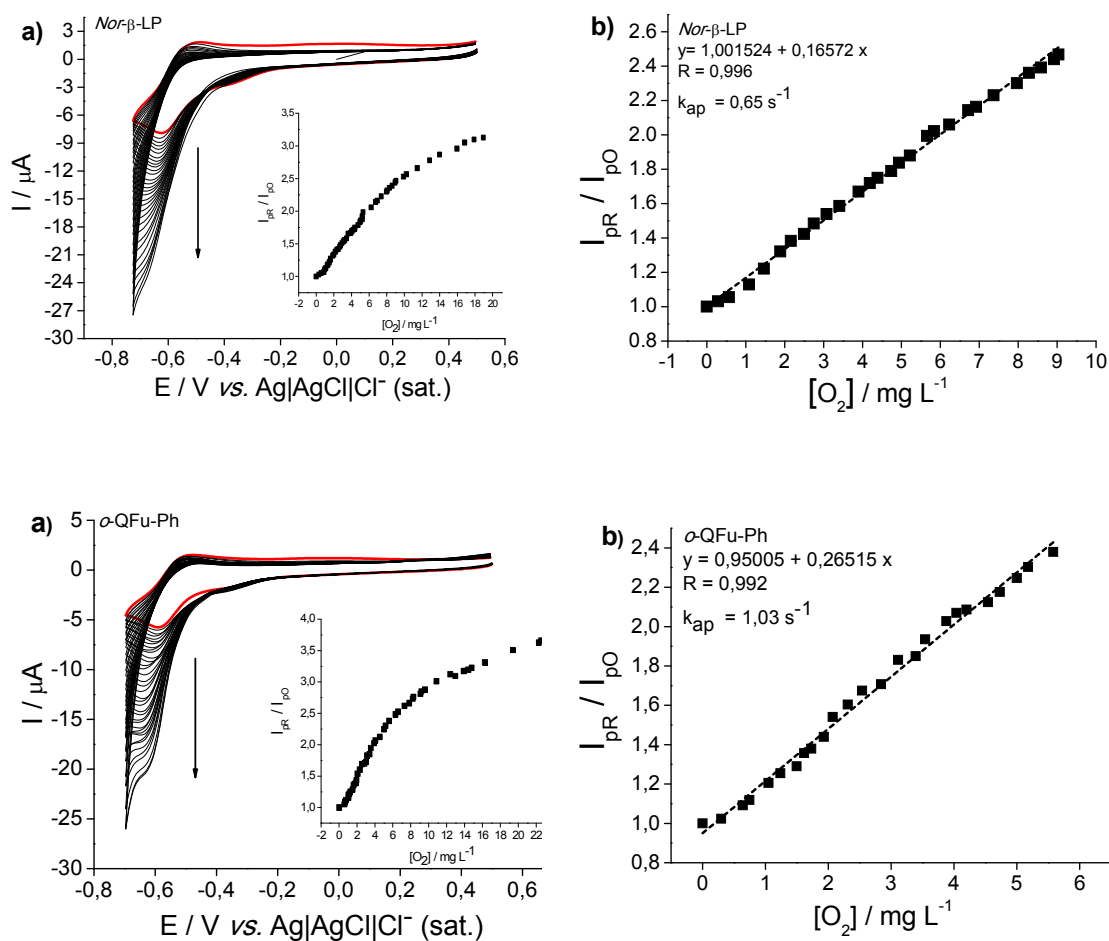 a)
Nor-β-LP
3
0
-3
-6
-9
-12
-15
-18
-21
-24
-27
-30
I / μA
-0,8 -0,6 -0,4 -0,2 0,0 0,2 0,4 0,6
E / V vs. Ag|AgCl|Cl⁻ (sat.)
3,5
3,0
2,5
2,0
1,5
1,0
I_pR / I_pO
-2 0 2 4 6 8 10 12 14 16 18 20
[O₂] / mg L⁻¹
b)
Nor-β-LP
y= 1,001524 + 0,16572 x
R = 0,996
k_ap = 0,65 s⁻¹
2.6
2.4
2.2
2.0
1.8
1.6
1.4
1.2
1.0
0.8
I_pR / I_pO
-1 0 1 2 3 4 5 6 7 8 9 10
[O₂] / mg L⁻¹
a)
o-QFu-Ph
5
0
-5
-10
-15
-20
-25
-30
I / μA
-0,8 -0,6 -0,4 -0,2 0,0 0,2 0,4 0,6
E / V vs. Ag|AgCl|Cl⁻ (sat.)
4,0
3,5
3,0
2,5
2,0
1,5
1,0
I_pR / I_pO
-2 0 2 4 6 8 10 12 14 16 18 20 22
[O₂] / mg L⁻¹
b)
o-QFu-Ph
y = 0,95005 + 0,26515 x
R = 0,992
k_ap = 1,03 s⁻¹
2,4
2,2
2,0
1,8
1,6
1,4
1,2
1,0
0,8
I_pR / I_pO
0 1 2 3 4 5 6
[O₂] / mg L⁻¹